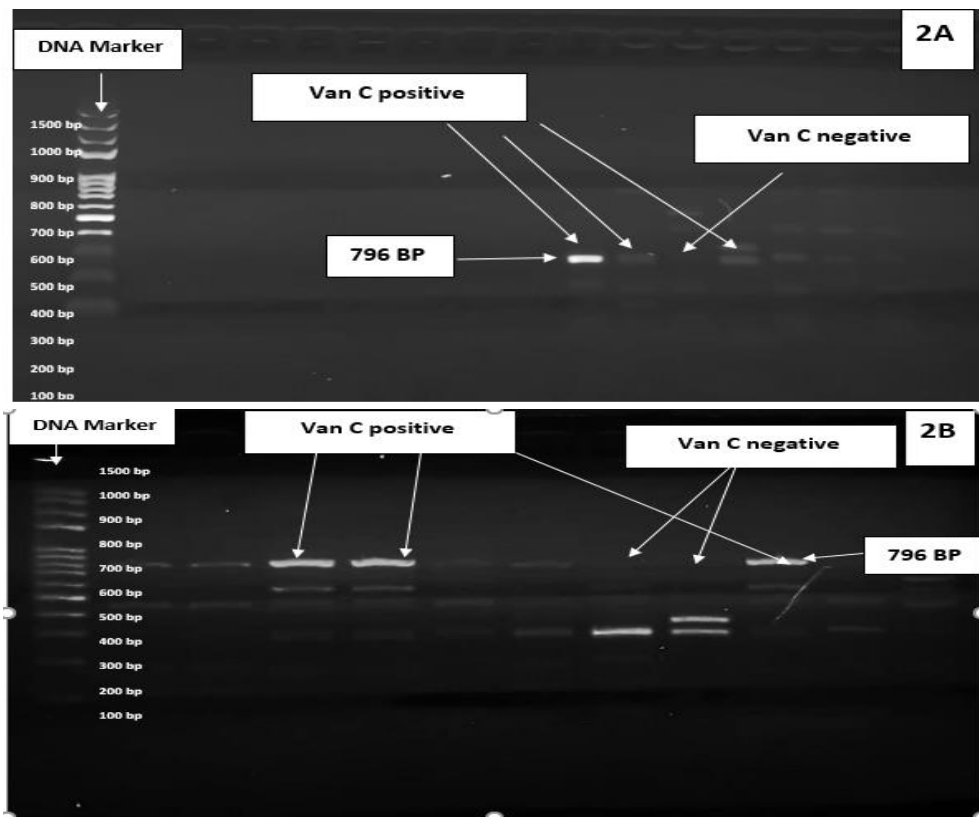 2A
DNA Marker
Van C positive
Van C negative
1500 bp
1000 bp
900 bp
800 bp
700 bp
796 BP
600 bp
500 bp
400 bp
300 bp
200 bp
100 bp
DNA Marker
Van C positive
Van C negative
2B
1500 bp
1000 bp
900 bp
800 bp
796 BP
700 bp
600 bp
500 bp
400 bp
300 bp
200 bp
100 bp